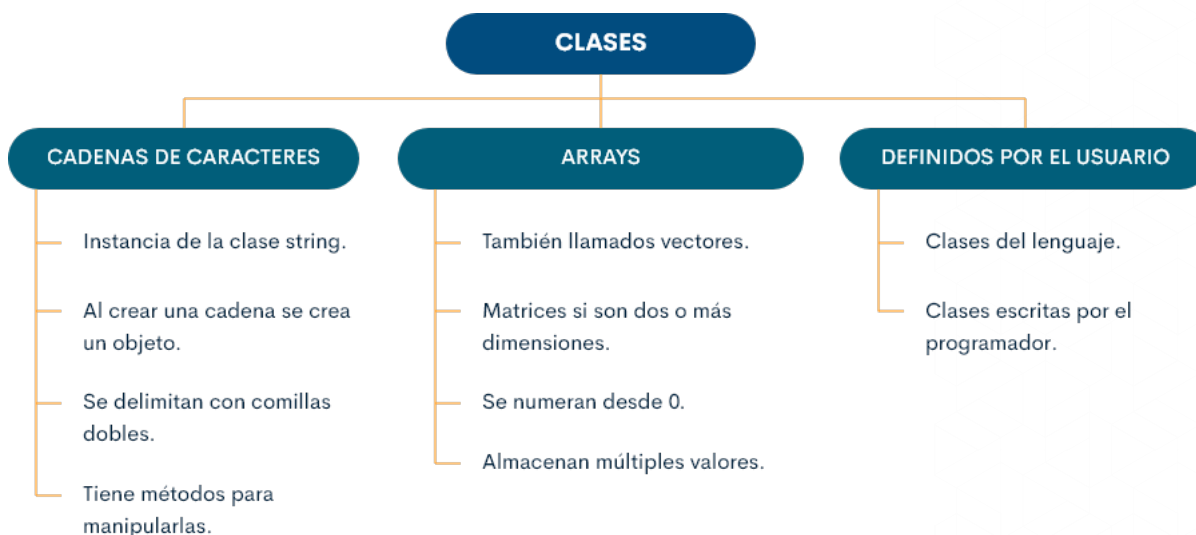 CLASES
CADENAS DE CARACTERES
Instancia de la clase string.
Al crear una cadena se crea
un objeto.
Se delimitan con comillas
dobles.
Tiene métodos para
manipularlas.
ARRAYS
También llamados vectores.
Matrices si son dos o más
dimensiones.
Se numeran desde 0.
Almacenan múltiples valores.
DEFINIDOS POR EL USUARIO
Clases del lenguaje.
Clases escritas por el
programador.